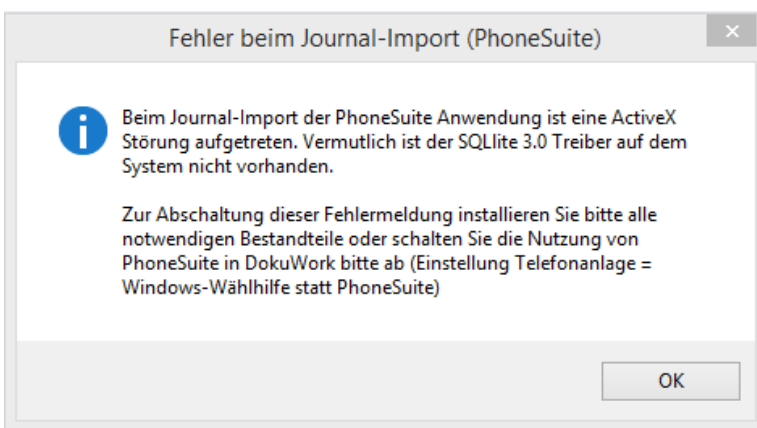 Fehler beim Journal-Import (PhoneSuite)
Beim Journal-Import der PhoneSuite Anwendung ist eine ActiveX
Störung aufgetreten. Vermutlich ist der SQLlite 3.0 Treiber auf dem
System nicht vorhanden.
Zur Abschaltung dieser Fehlermeldung installieren Sie bitte alle
notwendigen Bestandteile oder schalten Sie die Nutzung von
PhoneSuite in DokuWork bitte ab (Einstellung Telefonanlage =
Windows-Wählhilfe statt PhoneSuite)
OK